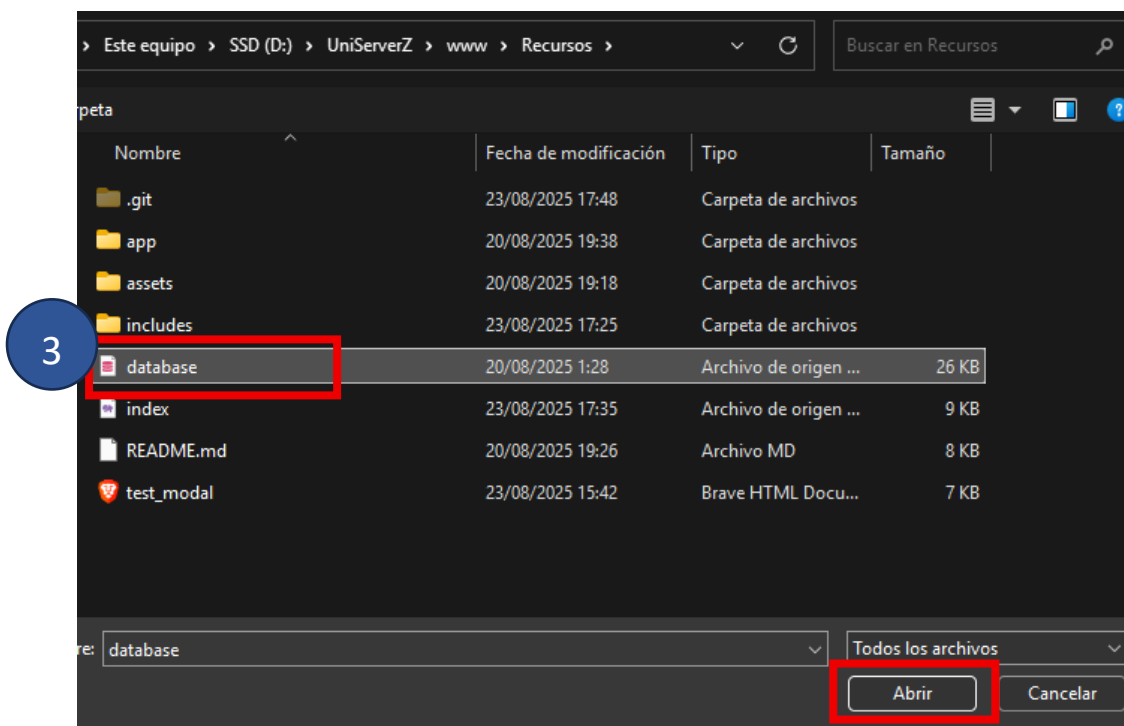 > Este equipo > SSD (D:) > UniServerZ > www > Recursos > Buscar en Recursos
rpeta
Nombre Fecha de modificación Tipo Tamaño
.git 23/08/2025 17:48 Carpeta de archivos
app 20/08/2025 19:38 Carpeta de archivos
assets 20/08/2025 19:18 Carpeta de archivos
includes 23/08/2025 17:25 Carpeta de archivos
3
database 20/08/2025 1:28 Archivo de origen ... 26 KB
index 23/08/2025 17:35 Archivo de origen ... 9 KB
README.md 20/08/2025 19:26 Archivo MD 8 KB
test_modal 23/08/2025 15:42 Brave HTML Docu... 7 KB
re: database Todos los archivos
Abrir Cancelar